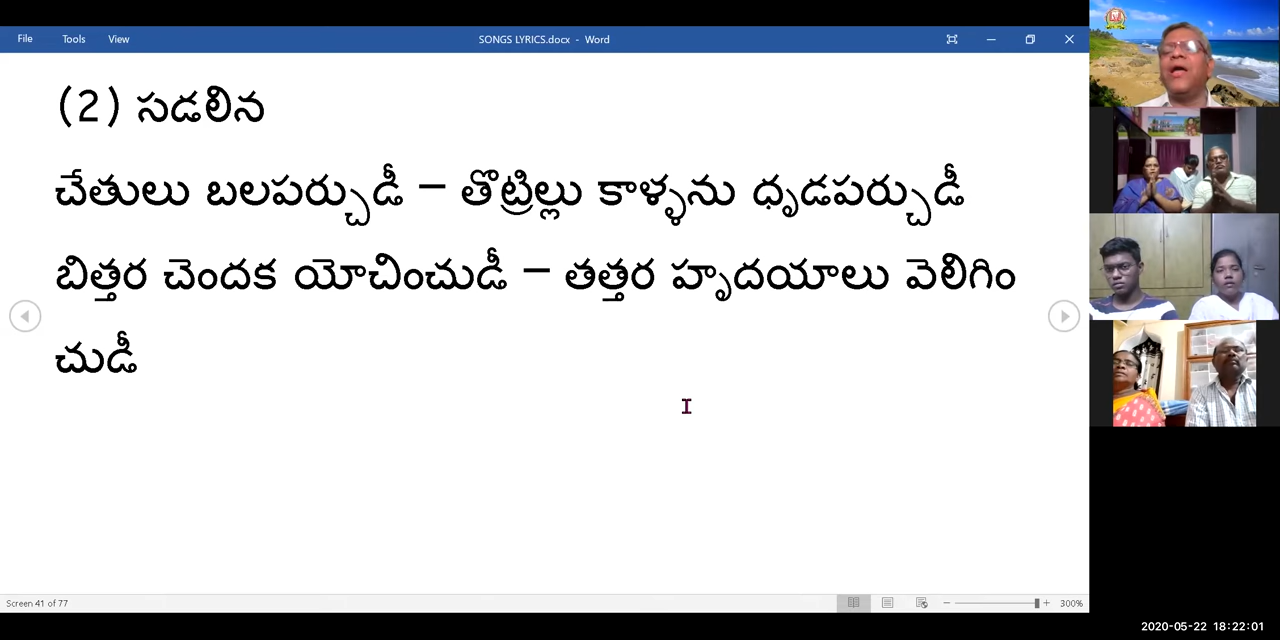 File Tools View SONGS LYRICS.docx - Word
(2) సడలిన
చేతులు బలపర్చుడీ – తొట్రిల్లు కాళ్ళను ధృడపర్చుడీ
బిత్తర చెందక యోచించుడీ – తత్తర హృదయాలు వెలిగిం
చుడీ
Screen 41 of 77 300%
2020-05-22 18:22:01